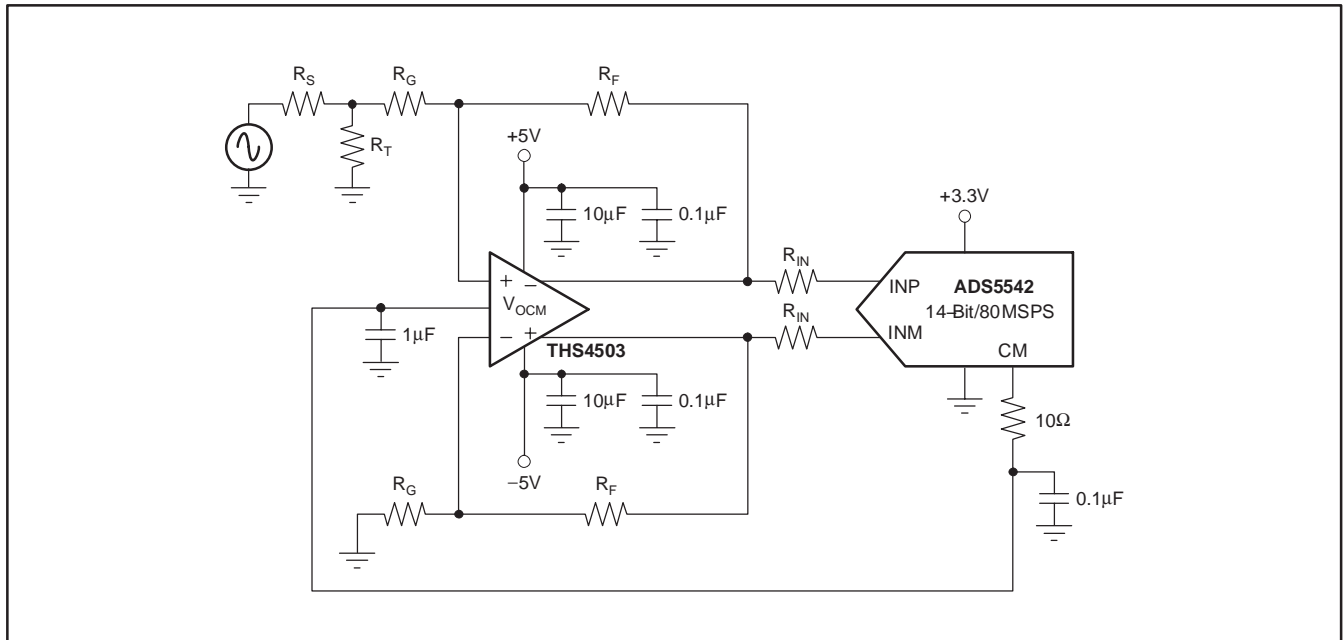 R_S
R_G
R_F
R_T
+5V
10μF
0.1μF
+3.3V
R_IN
INP
ADS5542
14–Bit/80MSPS
INM
CM
+ −
V_OCM
− +
THS4503
1μF
R_IN
10μF
0.1μF
10Ω
−5V
R_G
R_F
0.1μF